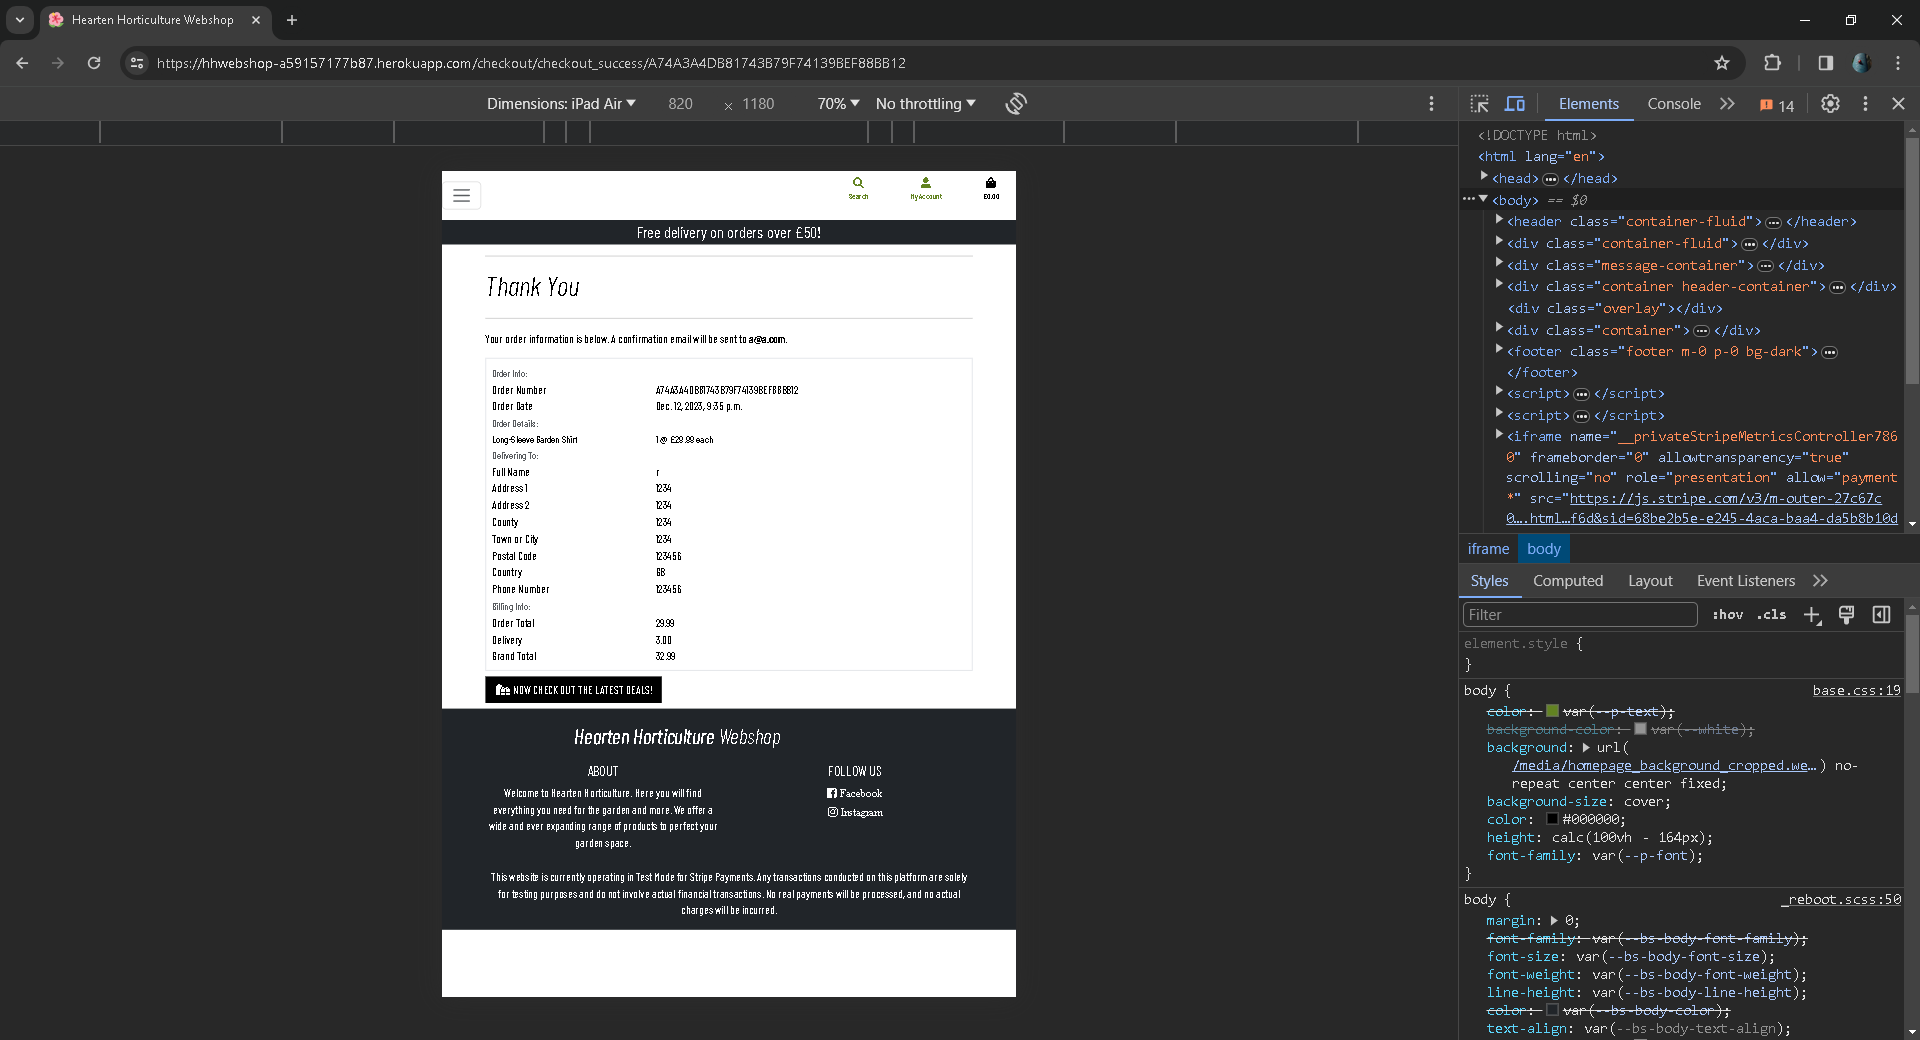 Hearten Horticulture Webshop
https://hhwebshop-a59157177b87.herokuapp.com/checkout/checkout_success/A74A3A4DB81743B79F74139BEF88BB12
Dimensions: iPad Air 820 × 1180 70% No throttling
Elements Console 14
Search My Account £0.00
Free delivery on orders over £50!
Thank You
Your order information is below. A confirmation email will be sent to a@a.com.
Order Info:
Order Number A74A3A4DB81743B79F74139BEF88BB12
Order Date Dec. 12, 2023, 9:35 p.m.
Order Details:
Long-Sleeve Garden Shirt 1 @ £29.99 each
Delivering To:
Full Name r
Address 1 1234
Address 2 1234
County 1234
Town or City 1234
Postal Code 123456
Country GB
Phone Number 123456
Billing Info:
Order Total 29.99
Delivery 3.00
Grand Total 32.99
NOW CHECK OUT THE LATEST DEALS!
Hearten Horticulture Webshop
ABOUT
Welcome to Hearten Horticulture. Here you will find
everything you need for the garden and more. We offer a
wide and ever expanding range of products to perfect your
garden space.
FOLLOW US
Facebook
Instagram
This website is currently operating in Test Mode for Stripe Payments. Any transactions conducted on this platform are solely
for testing purposes and do not involve actual financial transactions. No real payments will be processed, and no actual
charges will be incurred.
<!DOCTYPE html>
<html lang="en">
<head> … </head>
… <body> == $0
<header class="container-fluid"> … </header>
<div class="container-fluid"> … </div>
<div class="message-container"> … </div>
<div class="container header-container"> … </div>
<div class="overlay"></div>
<div class="container"> … </div>
<footer class="footer m-0 p-0 bg-dark"> …
</footer>
<script> … </script>
<script> … </script>
<iframe name="__privateStripeMetricsController786
0" frameborder="0" allowtransparency="true"
scrolling="no" role="presentation" allow="payment
*" src="https://js.stripe.com/v3/m-outer-27c67c
0….html…f6d&sid=68be2b5e-e245-4aca-baa4-da5b8b10d
iframe body
Styles Computed Layout Event Listeners
Filter :hov .cls
element.style {
}
body { base.css:19
color: var(--p-text);
background-color: var(--white);
background: url(
/media/homepage_background_cropped.we…) no-
repeat center center fixed;
background-size: cover;
color: #000000;
height: calc(100vh - 164px);
font-family: var(--p-font);
}
body { _reboot.scss:50
margin: 0;
font-family: var(--bs-body-font-family);
font-size: var(--bs-body-font-size);
font-weight: var(--bs-body-font-weight);
line-height: var(--bs-body-line-height);
color: var(--bs-body-color);
text-align: var(--bs-body-text-align);